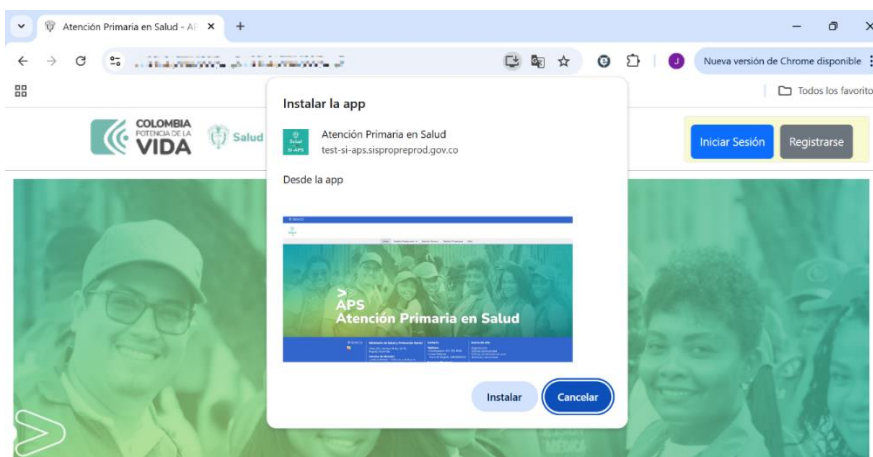 Atención Primaria en Salud - AP
Nueva versión de Chrome disponible
Todos los favorito
COLOMBIA
POTENCIA DE LA
VIDA
Salud
Iniciar Sesión
Registrarse
Instalar la app
Atención Primaria en Salud
test-si-aps.sispropreprod.gov.co
Desde la app
APS
Atención Primaria en Salud
Instalar
Cancelar
MÉDICA